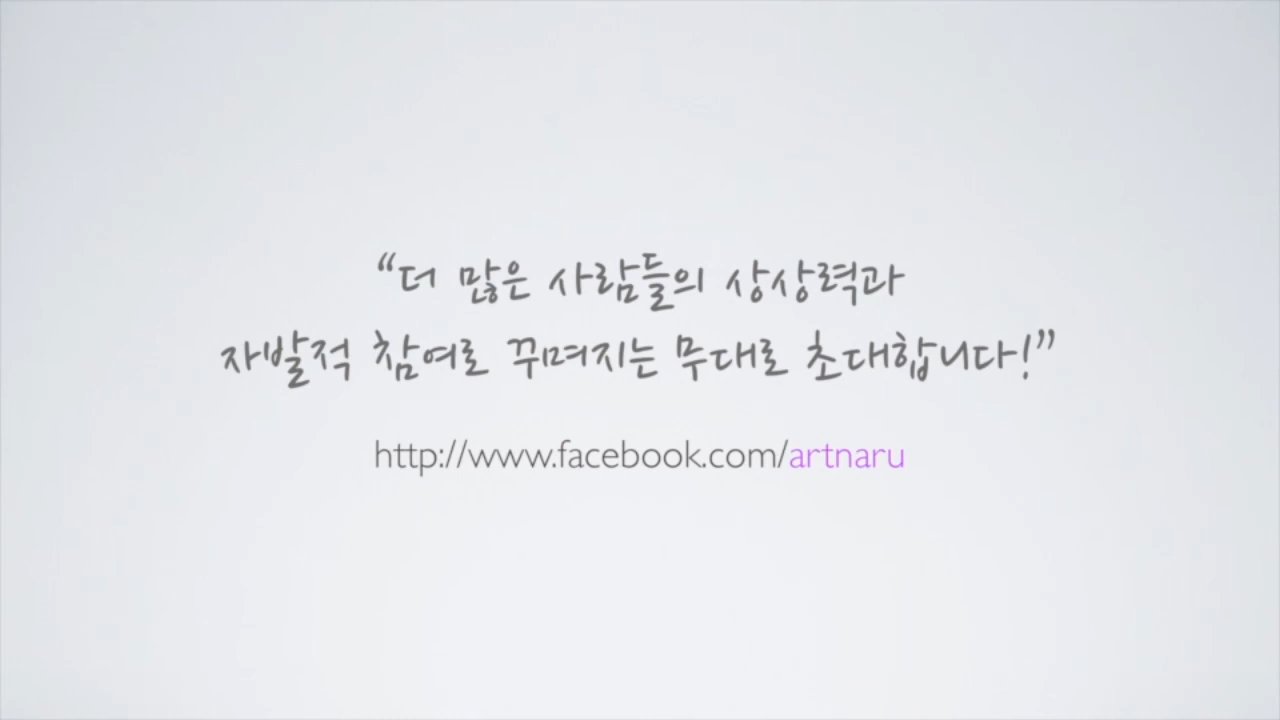 “더 많은 사람들의 상상력과
자발적 참여로 꾸며지는 무대로 초대합니다!”
http://www.facebook.com/artnaru